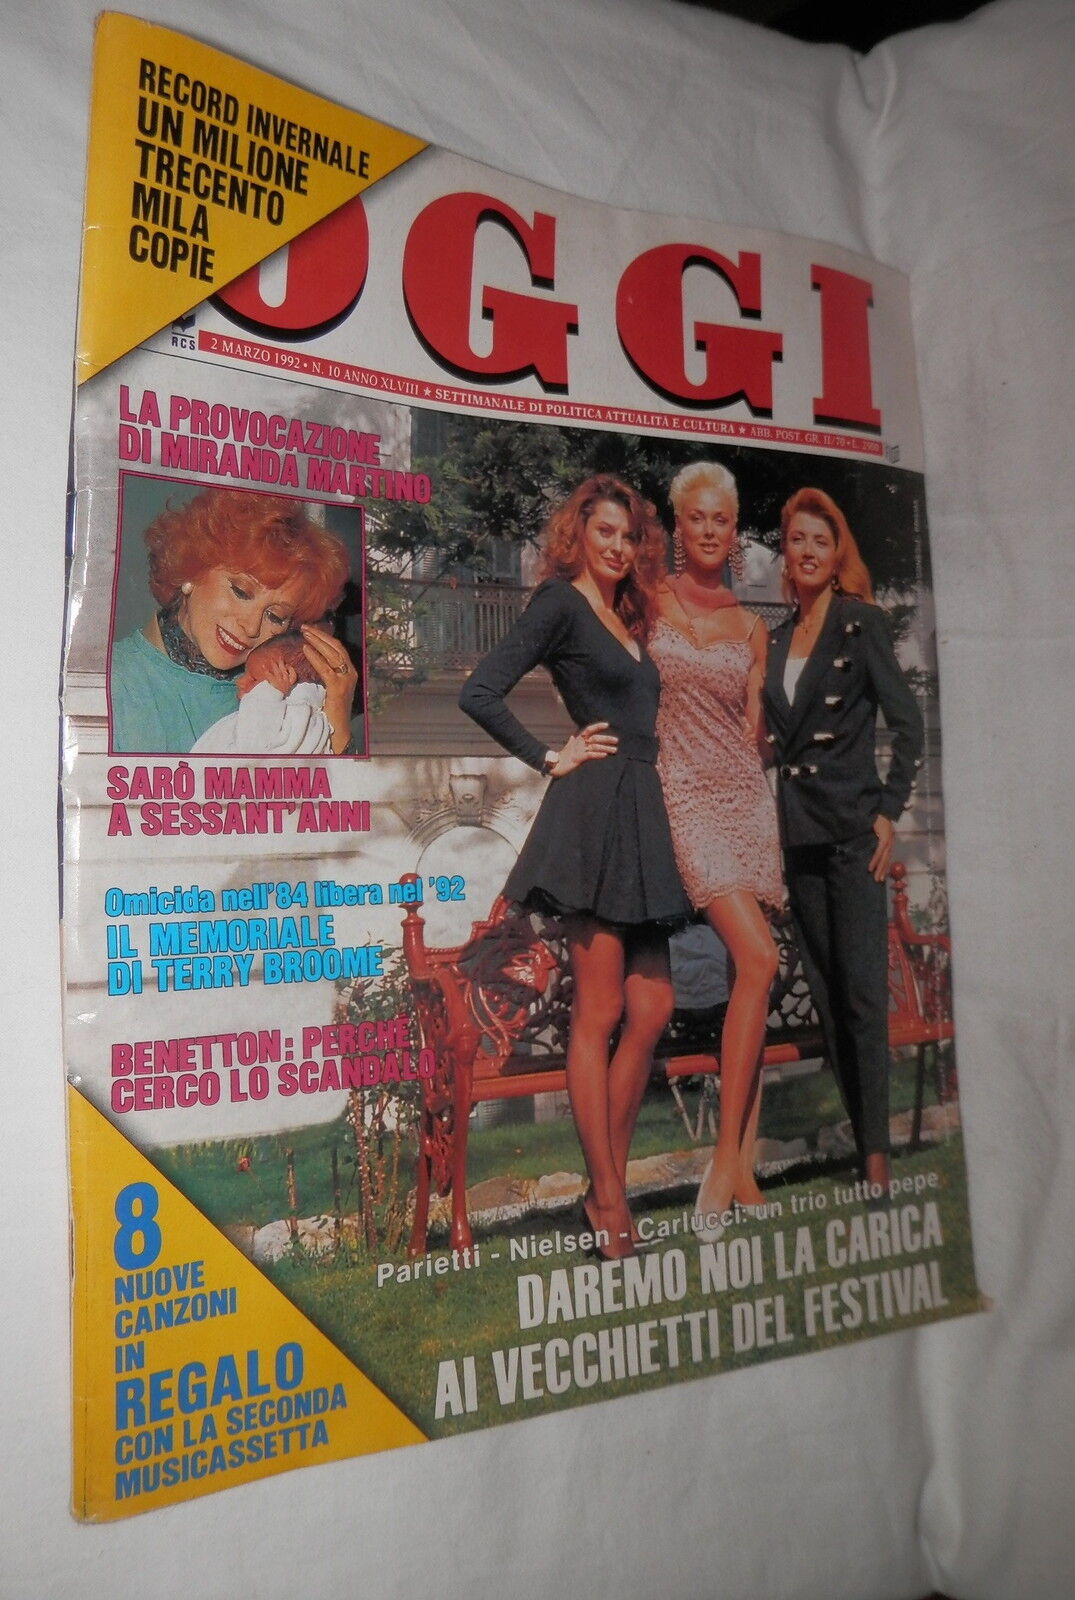 RECORD INVERNALE
UN MILIONE
TRECENTO
MILA
COPIE
OGGI
RCS
2 MARZO 1992 • N. 10 ANNO XLVIII ★ SETTIMANALE DI POLITICA ATTUALITÀ E CULTURA ★ ABB. POST. GR. II/70 • L. 2500
LA PROVOCAZIONE
DI MIRANDA MARTINO
SARÒ MAMMA
A SESSANT'ANNI
Omicida nell'84 libera nel '92
IL MEMORIALE
DI TERRY BROOME
BENETTON: PERCHÉ
CERCO LO SCANDALO
8
NUOVE
CANZONI
IN
REGALO
CON LA SECONDA
MUSICASSETTA
Parietti - Nielsen - Carlucci: un trio tutto pepe
DAREMO NOI LA CARICA
AI VECCHIETTI DEL FESTIVAL